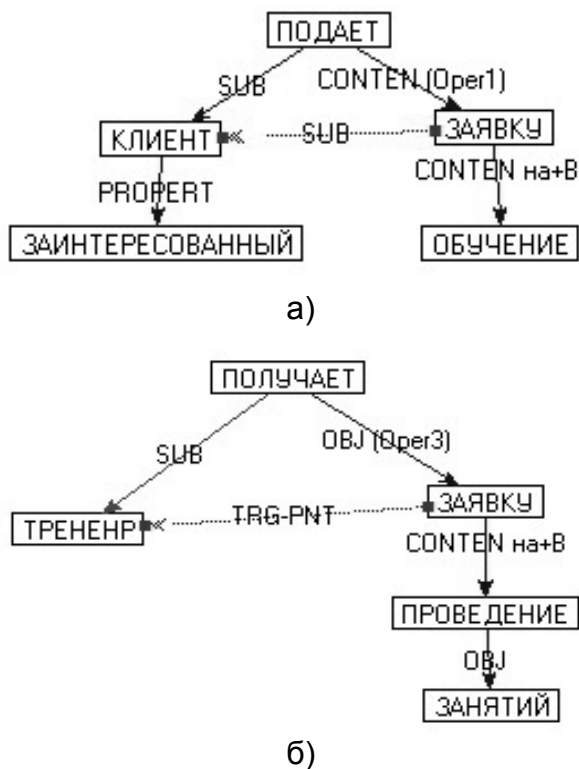 ПОДАЕТ
SUB CONTEN (Oper1)
КЛИЕНТ SUB ЗАЯВКУ
PROPERT CONTEN на+В
ЗАИНТЕРЕСОВАННЫЙ ОБУЧЕНИЕ
а)
ПОЛУЧАЕТ
SUB OBJ (Oper3)
ТРЕНЕНР TRG-PNT ЗАЯВКУ
CONTEN на+В
ПРОВЕДЕНИЕ
OBJ
ЗАНЯТИЙ
б)